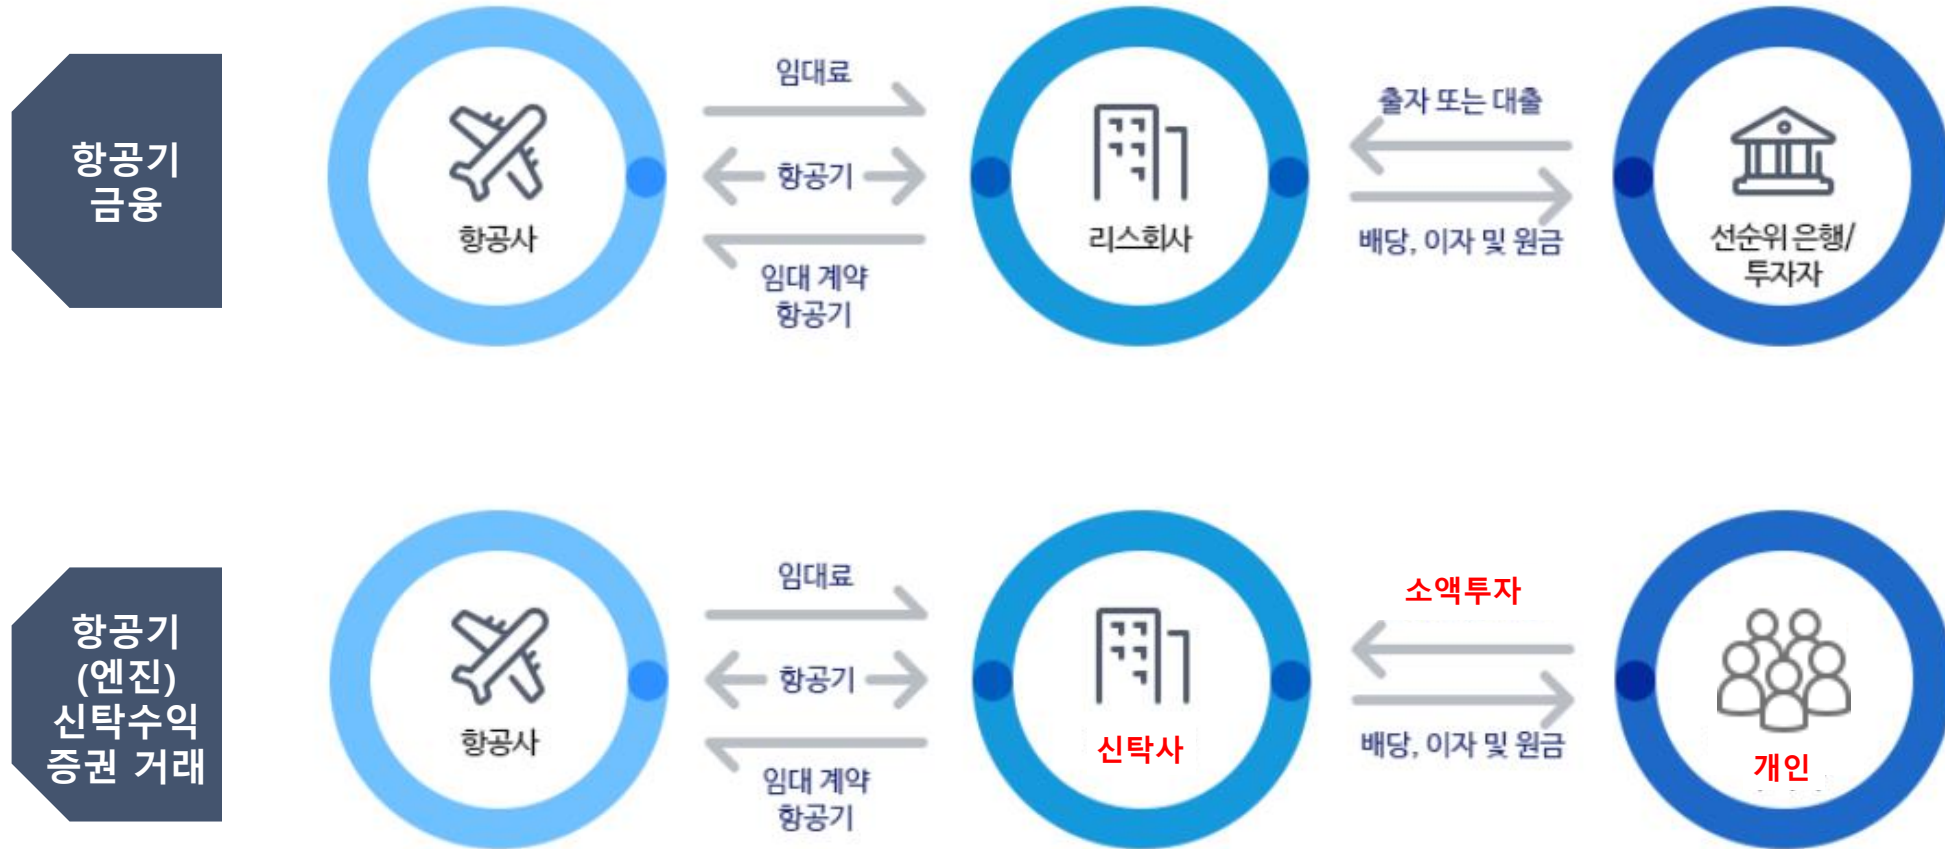 항공기
금융
항공사
임대료
항공기
임대 계약
항공기
리스회사
출자 또는 대출
배당, 이자 및 원금
선순위 은행/
투자자
항공기
(엔진)
신탁수익
증권 거래
항공사
임대료
항공기
임대 계약
항공기
신탁사
소액투자
배당, 이자 및 원금
개인